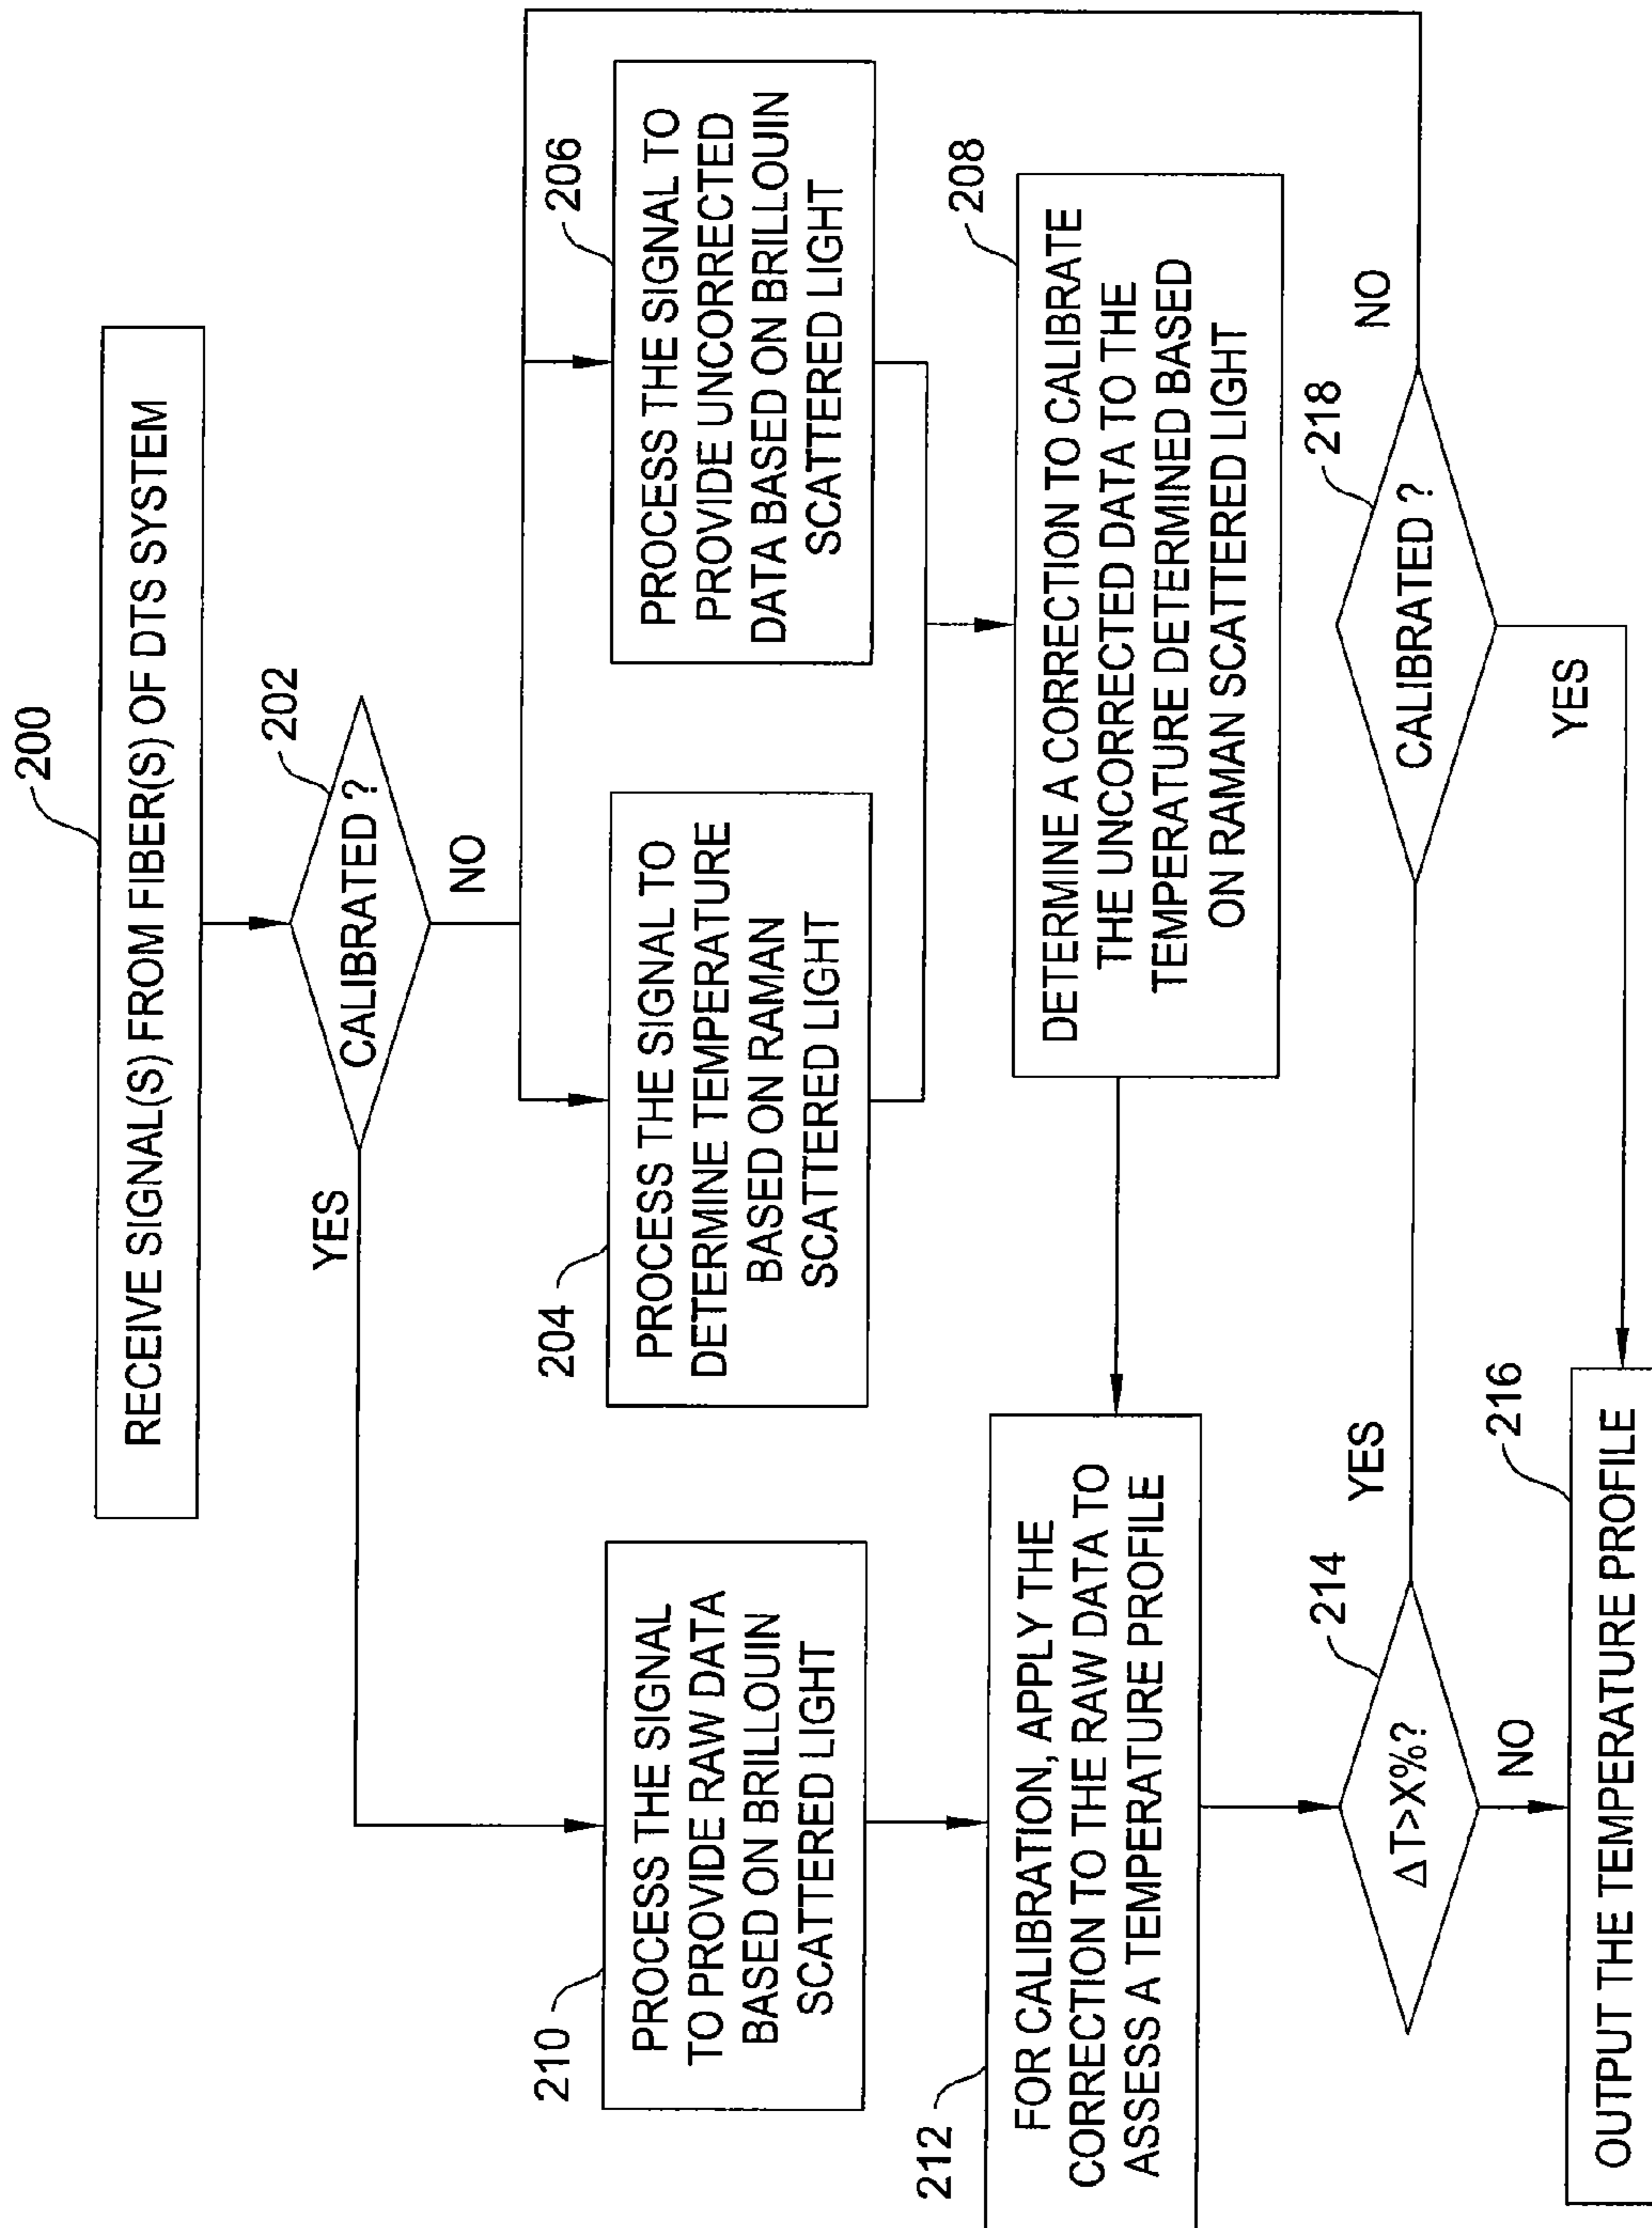 200
RECEIVE SIGNAL(S) FROM FIBER(S) OF DTS SYSTEM
202
CALIBRATED ?
YES
NO
210
PROCESS THE SIGNAL
TO PROVIDE RAW DATA
BASED ON BRILLOUIN
SCATTERED LIGHT
204
PROCESS THE SIGNAL TO
DETERMINE TEMPERATURE
BASED ON RAMAN
SCATTERED LIGHT
206
PROCESS THE SIGNAL TO
PROVIDE UNCORRECTED
DATA BASED ON BRILLOUIN
SCATTERED LIGHT
212
FOR CALIBRATION, APPLY THE
CORRECTION TO THE RAW DATA TO
ASSESS A TEMPERATURE PROFILE
208
DETERMINE A CORRECTION TO CALIBRATE
THE UNCORRECTED DATA TO THE
TEMPERATURE DETERMINED BASED
ON RAMAN SCATTERED LIGHT
214
ΔT>X%?
YES
NO
218
CALIBRATED ?
NO
YES
216
OUTPUT THE TEMPERATURE PROFILE